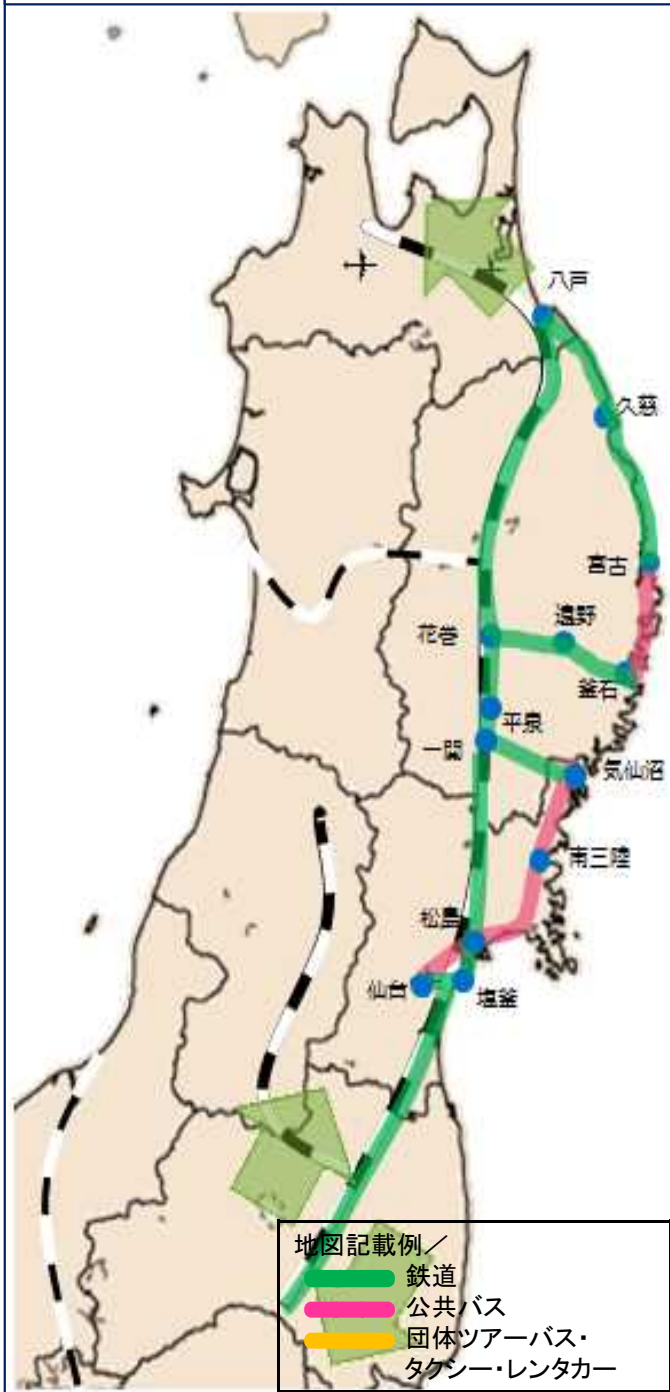 八戸
久慈
宮古
遠野
花巻
釜石
平泉
一関
気仙沼
南三陸
松島
仙台
塩釜
地図記載例／
鉄道
公共バス
団体ツアーバス・
タクシー・レンタカー